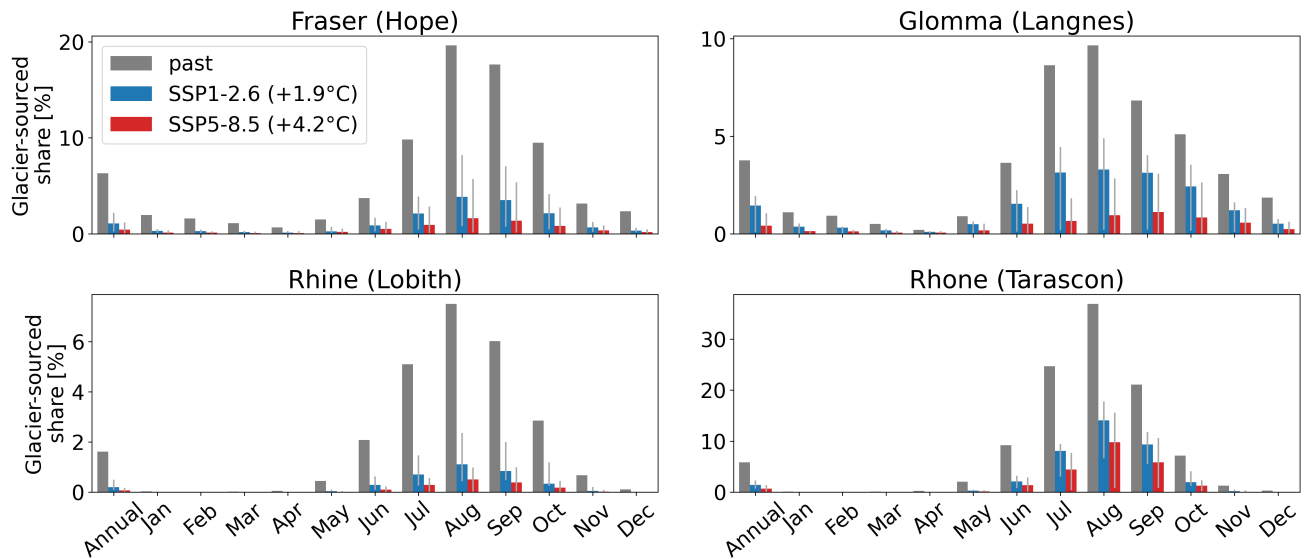 Fraser (Hope)
Glomma (Langnes)
Glacier-sourced
share [%]
20
10
0
past
SSP1-2.6 (+1.9°C)
SSP5-8.5 (+4.2°C)
10
5
0
Rhine (Lobith)
Rhone (Tarascon)
Glacier-sourced
share [%]
6
4
2
0
30
20
10
0
Annual Jan Feb Mar Apr May Jun Jul Aug Sep Oct Nov Dec
Annual Jan Feb Mar Apr May Jun Jul Aug Sep Oct Nov Dec